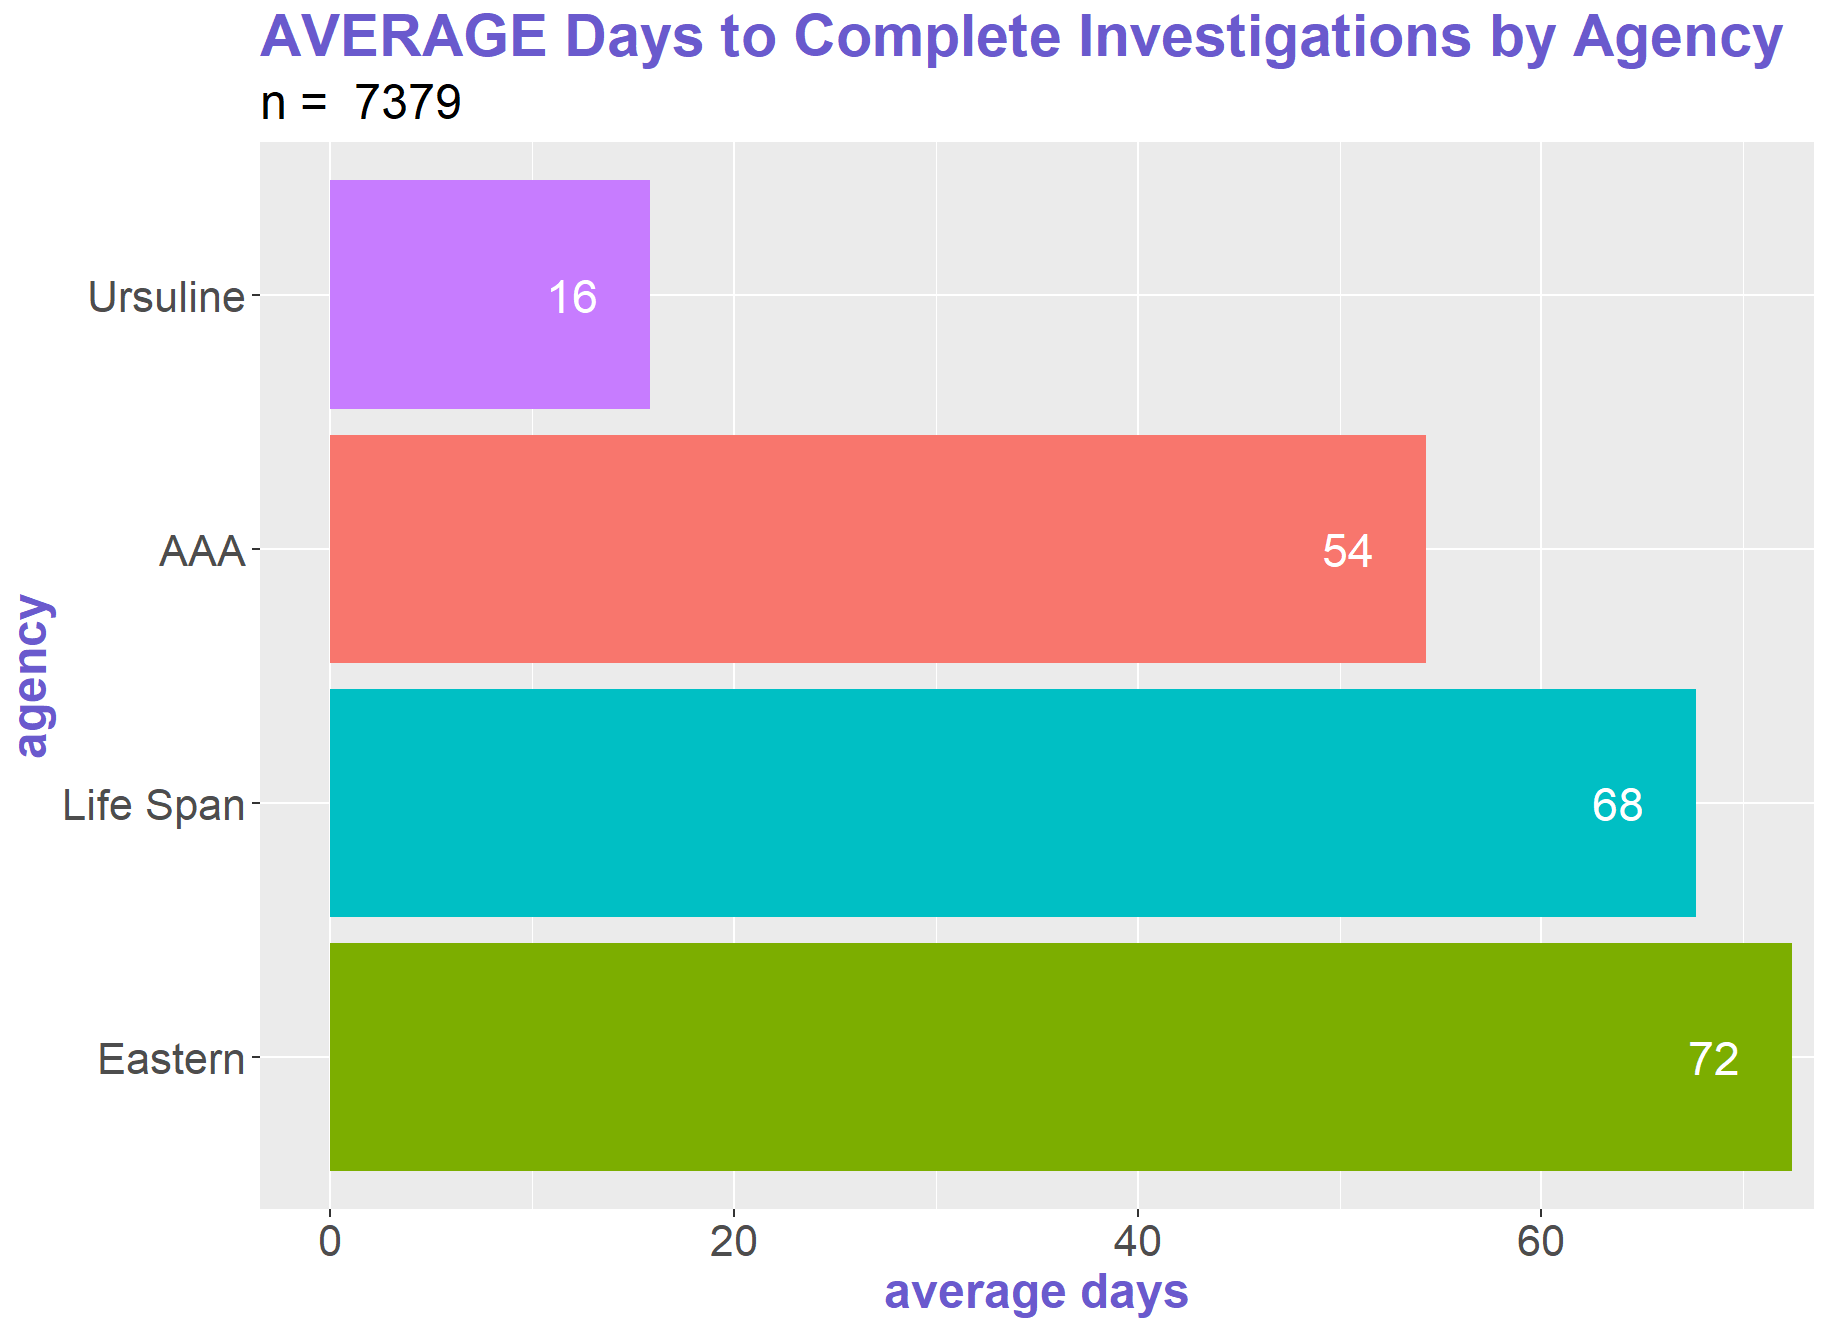 AVERAGE Days to Complete Investigations by Agency
n =  7379
agency
Ursuline
16
AAA
54
Life Span
68
Eastern
72
0 20 40 60
average days